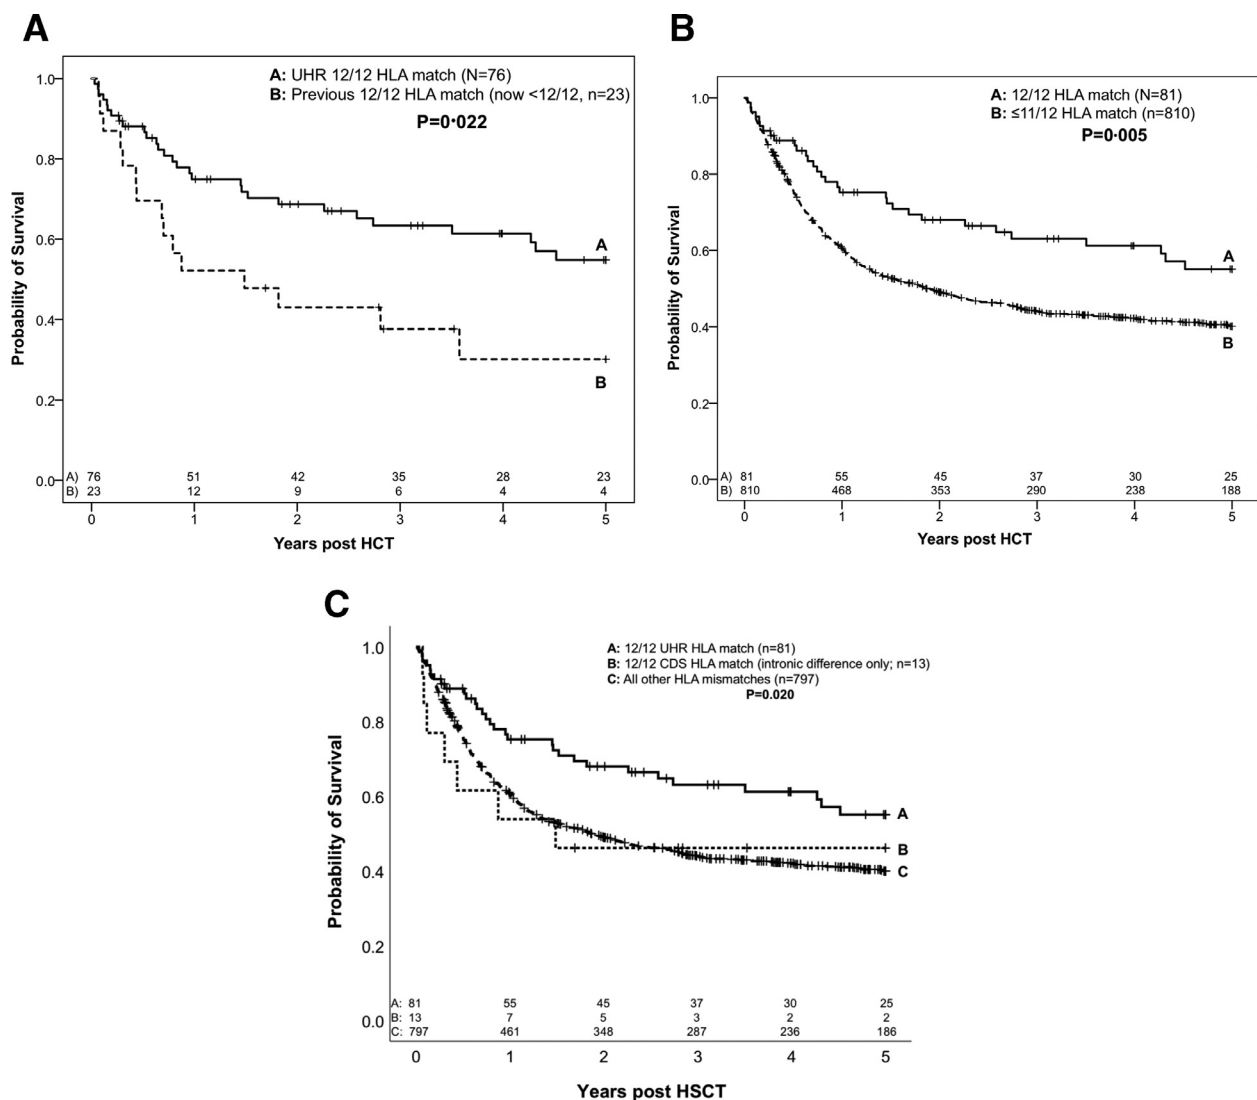 A
A: UHR 12/12 HLA match (N=76)
B: Previous 12/12 HLA match (now <12/12, n=23)
P=0·022
Probability of Survival
1.0
0.8
0.6
0.4
0.2
0.0
A
B
A) 76 51 42 35 28 23
B) 23 12 9 6 4 4
0 1 2 3 4 5
Years post HCT
B
A: 12/12 HLA match (N=81)
B: ≤11/12 HLA match (n=810)
P=0·005
Probability of Survival
1.0
0.8
0.6
0.4
0.2
0.0
A
B
A) 81 55 45 37 30 25
B) 810 468 353 290 238 188
0 1 2 3 4 5
Years post HCT
C
A: 12/12 UHR HLA match (n=81)
B: 12/12 CDS HLA match (intronic difference only; n=13)
C: All other HLA mismatches (n=797)
P=0.020
Probability of Survival
1.0
0.8
0.6
0.4
0.2
0.0
A
B
C
A: 81 55 45 37 30 25
B: 13 7 5 3 2 2
C: 797 461 348 287 236 186
0 1 2 3 4 5
Years post HSCT